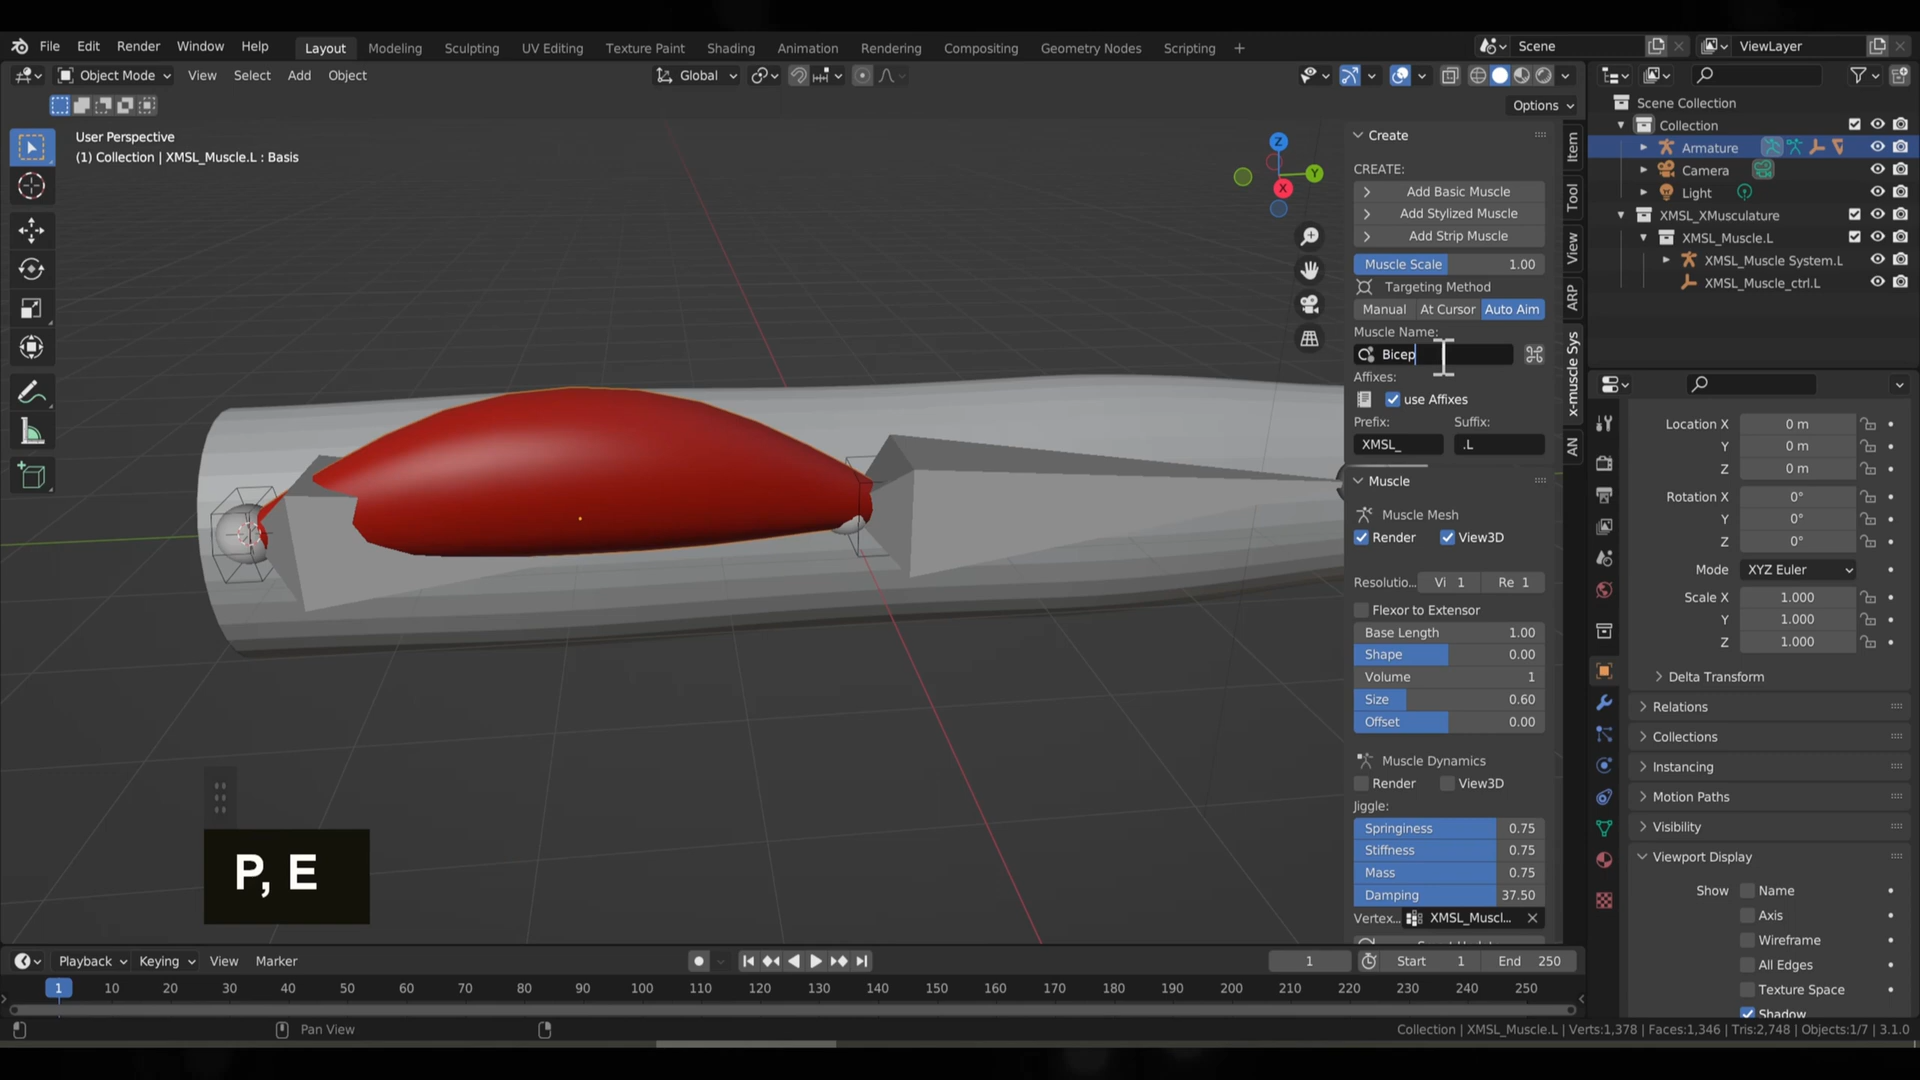 File Edit Render Window Help Layout Modeling Sculpting UV Editing Texture Paint Shading Animation Rendering Compositing Geometry Nodes Scripting + Scene ViewLayer
Object Mode View Select Add Object Global
Options
User Perspective
(1) Collection | XMSL_Muscle.L : Basis
Z
Y
X
Create
CREATE:
Add Basic Muscle
Add Stylized Muscle
Add Strip Muscle
Muscle Scale 1.00
Targeting Method
Manual At Cursor Auto Aim
Muscle Name:
Bicep
Affixes:
use Affixes
Prefix: Suffix:
XMSL_ .L
Muscle
Muscle Mesh
Render View3D
Resolutio... Vi 1 Re 1
Flexor to Extensor
Base Length 1.00
Shape 0.00
Volume 1
Size 0.60
Offset 0.00
Muscle Dynamics
Render View3D
Jiggle:
Springiness 0.75
Stiffness 0.75
Mass 0.75
Damping 37.50
Vertex... XMSL_Muscl...
Item
Tool
View
ARP
x-muscle Sys
AN
Scene Collection
Collection
Armature
Camera
Light
XMSL_XMusculature
XMSL_Muscle.L
XMSL_Muscle System.L
XMSL_Muscle_ctrl.L
Location X 0 m
Y 0 m
Z 0 m
Rotation X 0°
Y 0°
Z 0°
Mode XYZ Euler
Scale X 1.000
Y 1.000
Z 1.000
Delta Transform
Relations
Collections
Instancing
Motion Paths
Visibility
Viewport Display
Show Name
Axis
Wireframe
All Edges
Texture Space
Shadow
P, E
Playback Keying View Marker 1 Start 1 End 250
1 10 20 30 40 50 60 70 80 90 100 110 120 130 140 150 160 170 180 190 200 210 220 230 240 250
Pan View
Collection | XMSL_Muscle.L | Verts:1,378 | Faces:1,346 | Tris:2,748 | Objects:1/7 | 3.1.0